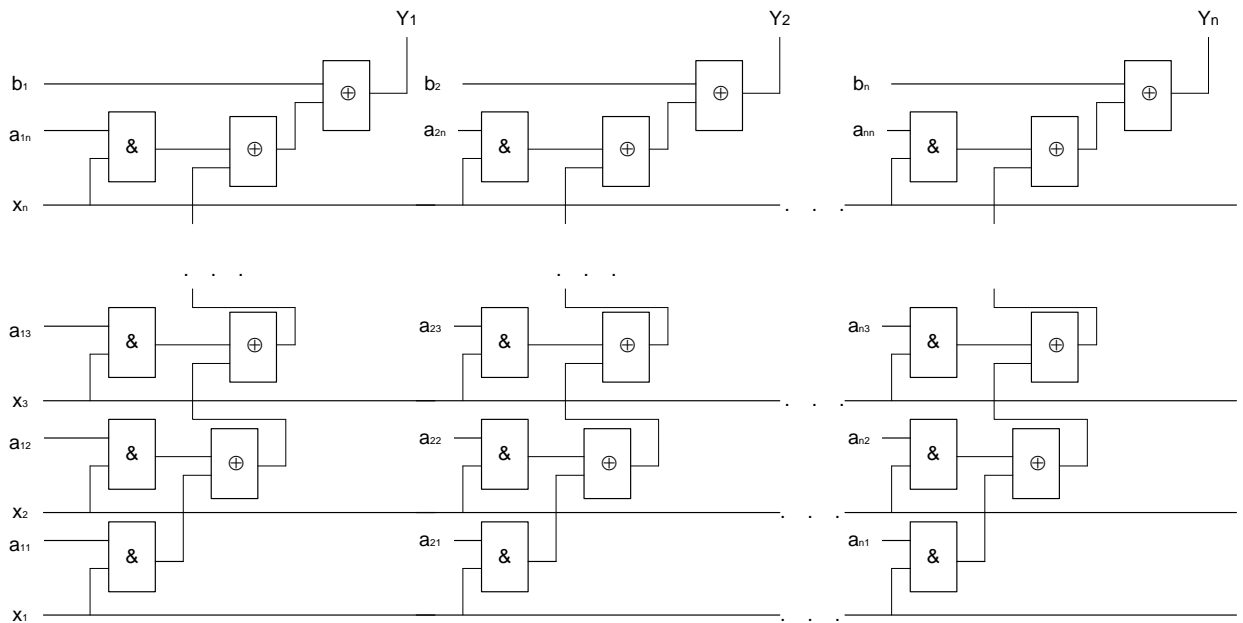 Y1 Y2 Yn
⊕ ⊕ ⊕
b1 b2 bn
a1n & ⊕ a2n & ⊕ ann & ⊕
xn . . .
. . . . . .
a13 & ⊕ a23 & ⊕ an3 & ⊕
x3 . . .
a12 & ⊕ a22 & ⊕ an2 & ⊕
x2 . . .
a11 & a21 & an1 &
x1 . . .